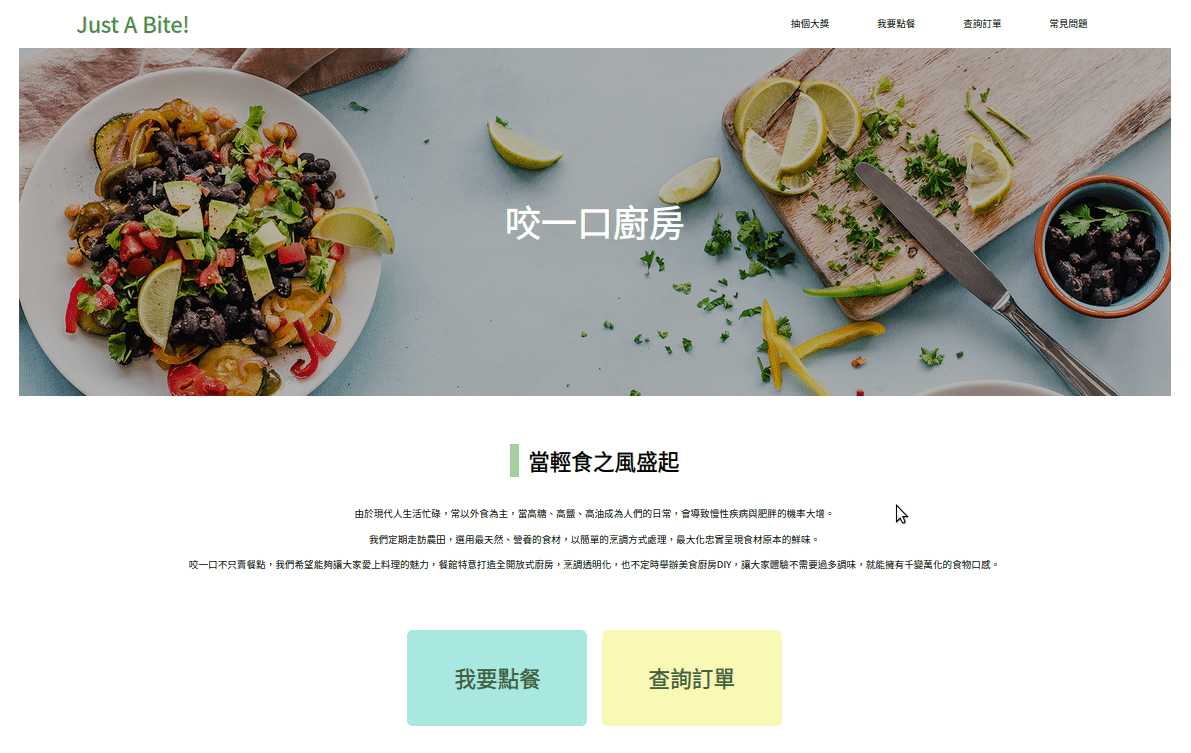 Just A Bite!
抽個大獎
我要點餐
查詢訂單
常見問題
咬一口廚房
當輕食之風盛起
由於現代人生活忙碌，常以外食為主，當高糖、高鹽、高油成為人們的日常，會導致慢性疾病與肥胖的機率大增。
我們定期走訪農田，選用最天然、營養的食材，以簡單的烹調方式處理，最大化忠實呈現食材原本的鮮味。
咬一口不只賣餐點，我們希望能夠讓大家愛上料理的魅力，餐館特意打造全開放式廚房，烹調透明化，也不定時舉辦美食廚房DIY，讓大家體驗不需要過多調味，就能擁有千變萬化的食物口感。
我要點餐
查詢訂單